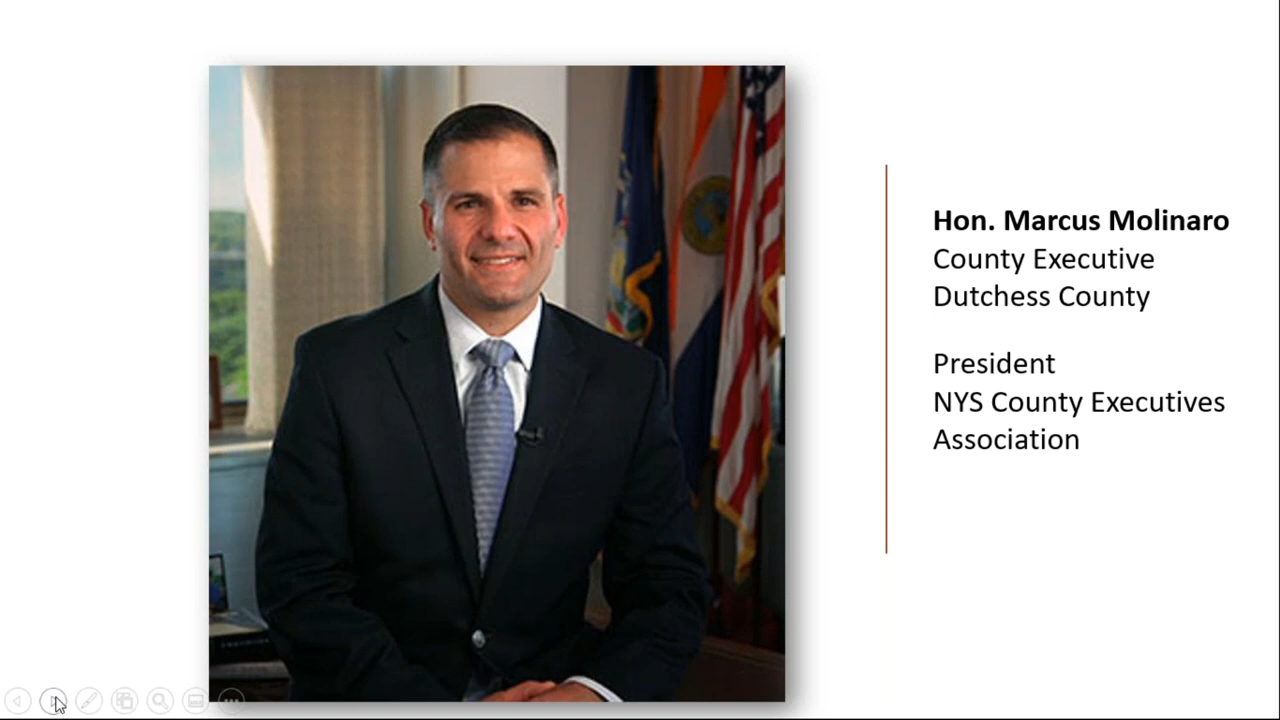 Hon. Marcus Molinaro
County Executive
Dutchess County
President
NYS County Executives
Association